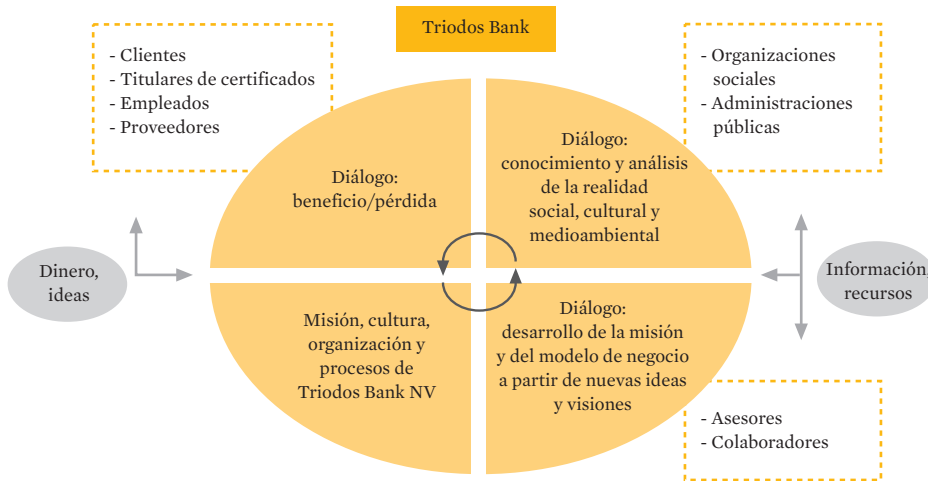 Triodos Bank
- Clientes
- Titulares de certificados
- Empleados
- Proveedores
- Organizaciones
sociales
- Administraciones
públicas
Diálogo:
beneficio/pérdida
Diálogo:
conocimiento y análisis
de la realidad
social, cultural y
medioambiental
Dinero,
ideas
Información,
recursos
Misión, cultura,
organización y
procesos de
Triodos Bank NV
Diálogo:
desarrollo de la misión
y del modelo de negocio
a partir de nuevas ideas
y visiones
- Asesores
- Colaboradores